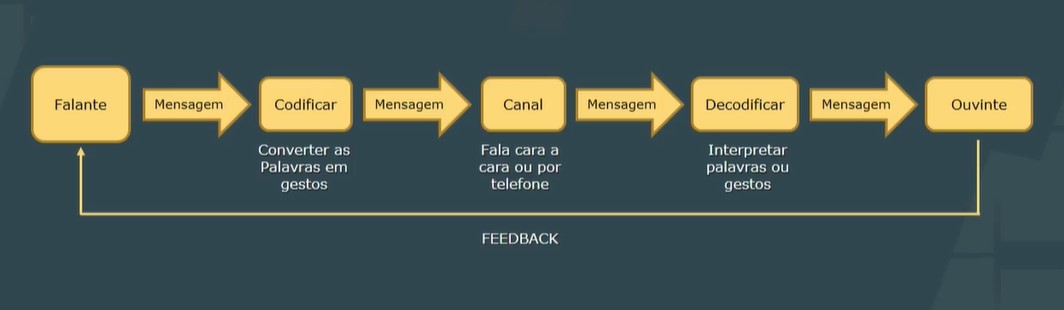 Falante
Mensagem
Codificar
Mensagem
Canal
Mensagem
Decodificar
Mensagem
Ouvinte
Converter as
Palavras em
gestos
Fala cara a
cara ou por
telefone
Interpretar
palavras ou
gestos
FEEDBACK